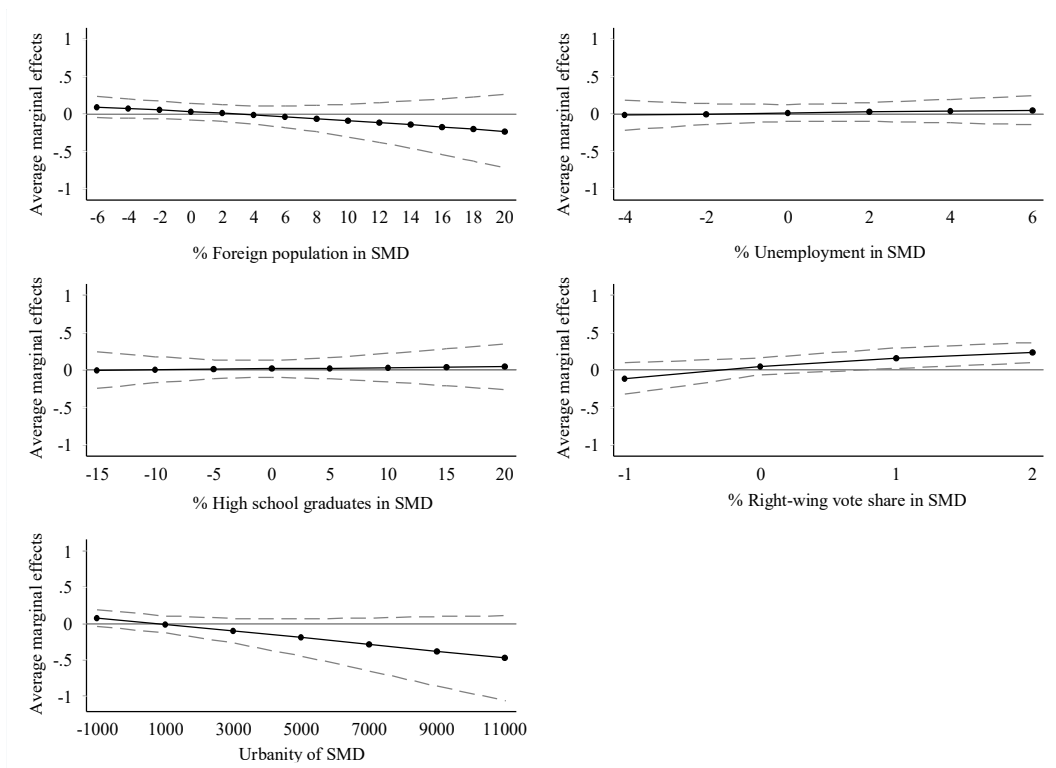 Average marginal effects
1
.5
0
-.5
-1
-6 -4 -2 0 2 4 6 8 10 12 14 16 18 20
% Foreign population in SMD
Average marginal effects
1
.5
0
-.5
-1
-4 -2 0 2 4 6
% Unemployment in SMD
Average marginal effects
1
.5
0
-.5
-1
-15 -10 -5 0 5 10 15 20
% High school graduates in SMD
Average marginal effects
1
.5
0
-.5
-1
-1 0 1 2
% Right-wing vote share in SMD
Average marginal effects
1
.5
0
-.5
-1
-1000 1000 3000 5000 7000 9000 11000
Urbanity of SMD